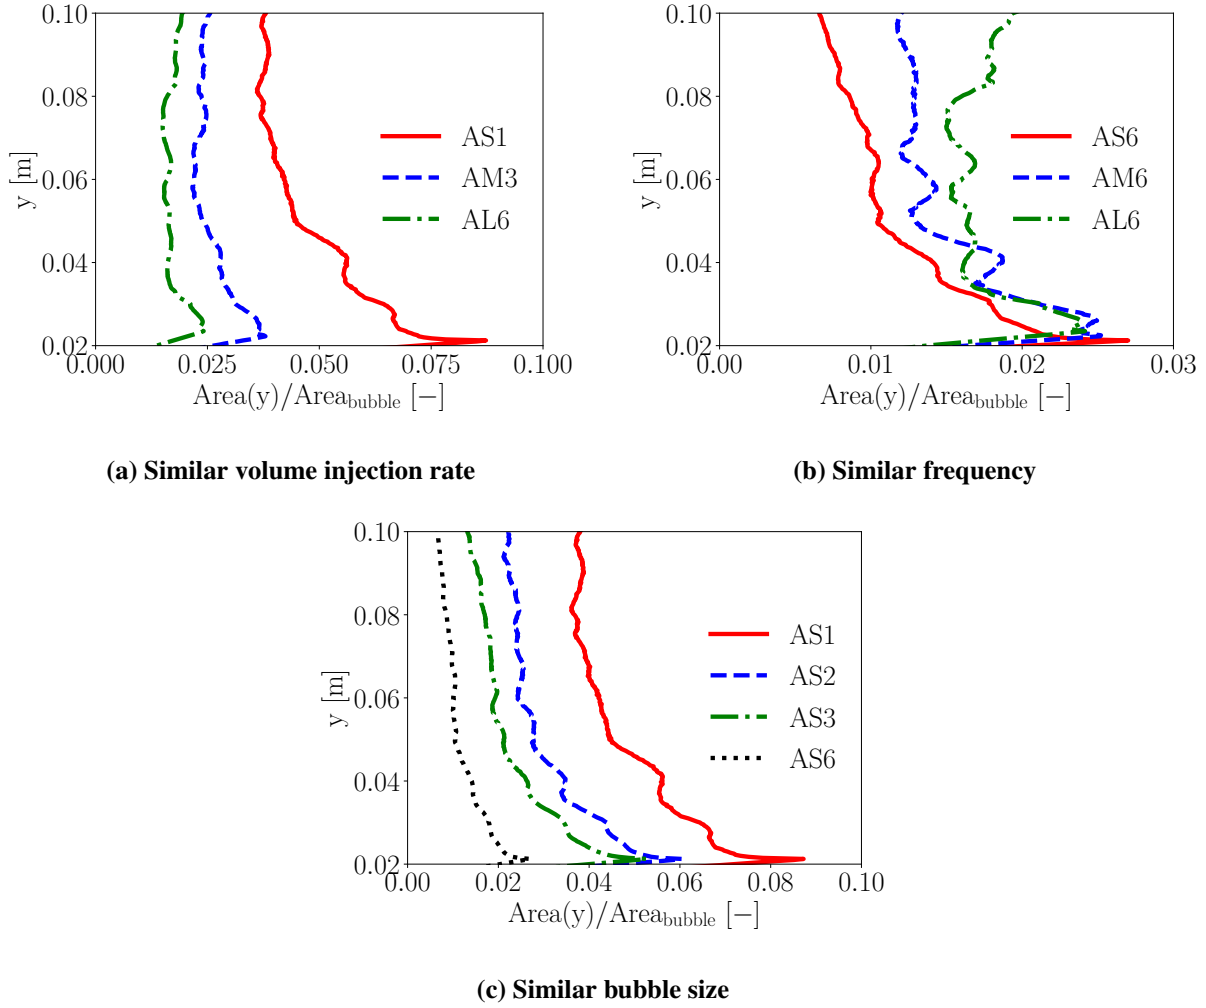 0.10
0.08
0.06
0.04
0.02
y [m]
0.000
0.025
0.050
0.075
0.100
Area(y)/Area_bubble [−]
AS1
AM3
AL6
(a) Similar volume injection rate
0.10
0.08
0.06
0.04
0.02
y [m]
0.00
0.01
0.02
0.03
Area(y)/Area_bubble [−]
AS6
AM6
AL6
(b) Similar frequency
0.10
0.08
0.06
0.04
0.02
y [m]
0.00
0.02
0.04
0.06
0.08
0.10
Area(y)/Area_bubble [−]
AS1
AS2
AS3
AS6
(c) Similar bubble size